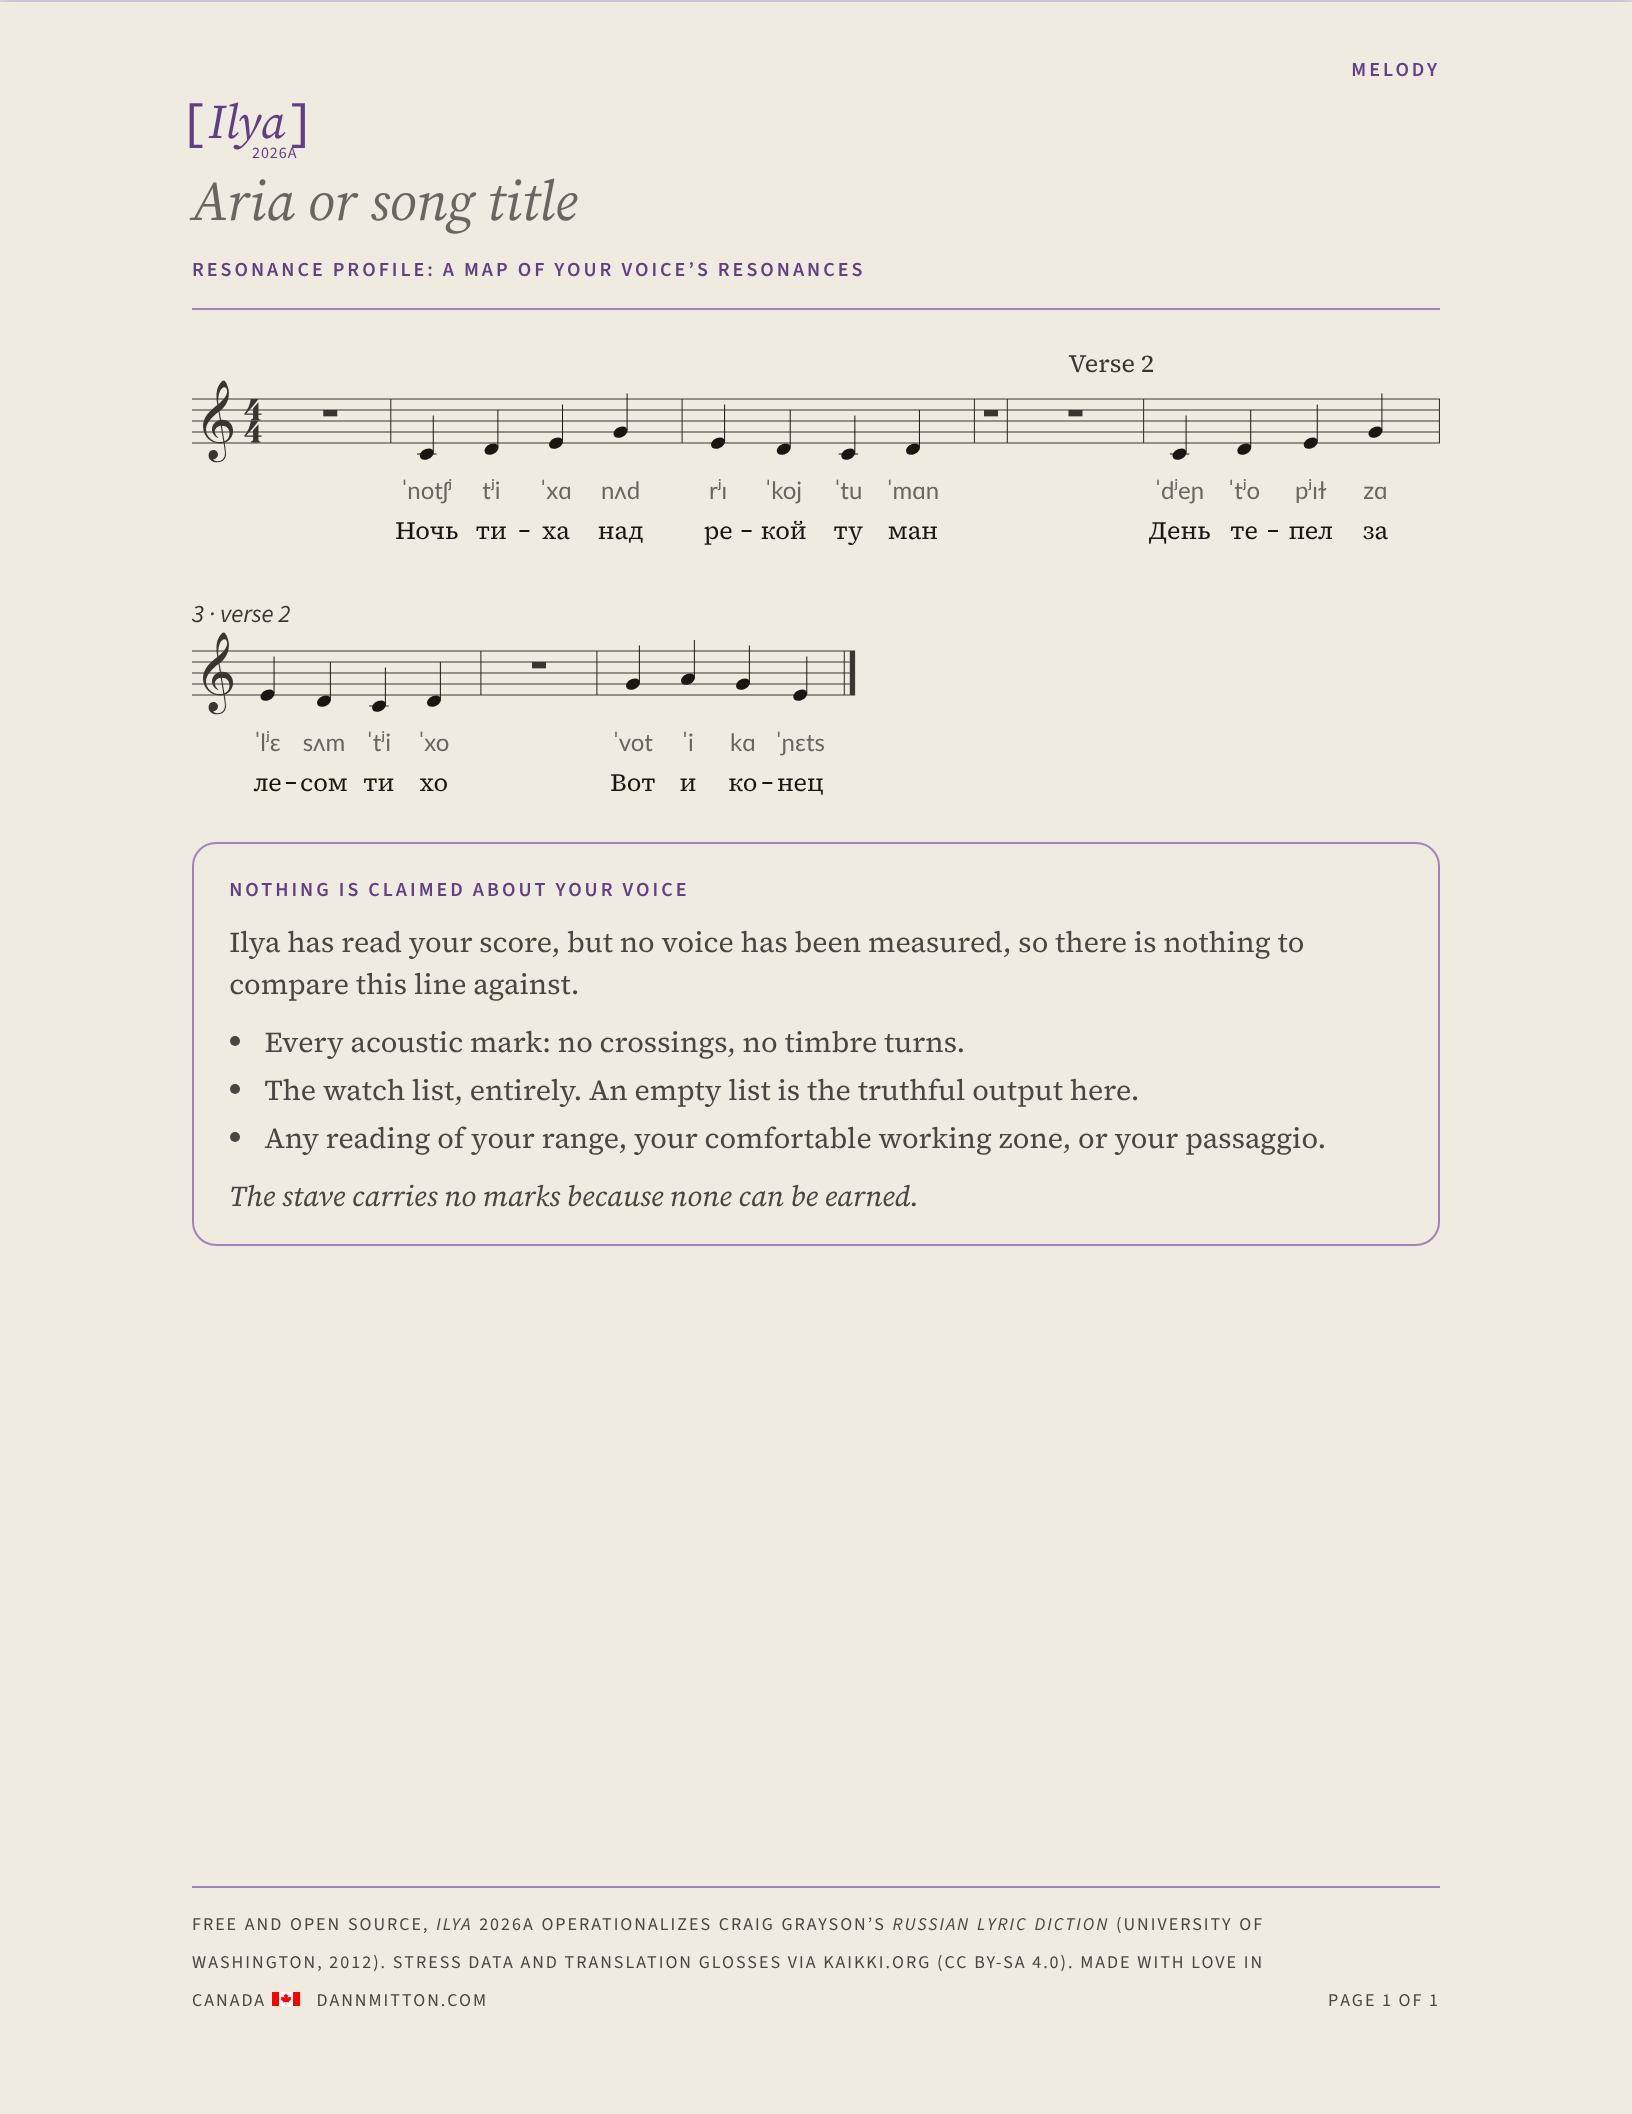 MELODY
[Ilya]
2026A
Aria or song title
RESONANCE PROFILE: A MAP OF YOUR VOICE’S RESONANCES
Verse 2
4
4
ˈnotʃʲ tʲi ˈxɑ nʌd rʲɪ ˈkoj ˈtu ˈmɑn ˈdʲeɲ ˈtʲo pʲɪɫ zɑ
Ночь ти – ха над ре – кой ту ман День те – пел за
3 · verse 2
ˈlʲɛ sʌm ˈtʲi ˈxo ˈvot ˈi kɑ ˈɲɛts
ле – сом ти хо Вот и ко – нец
NOTHING IS CLAIMED ABOUT YOUR VOICE
Ilya has read your score, but no voice has been measured, so there is nothing to
compare this line against.
• Every acoustic mark: no crossings, no timbre turns.
• The watch list, entirely. An empty list is the truthful output here.
• Any reading of your range, your comfortable working zone, or your passaggio.
The stave carries no marks because none can be earned.
FREE AND OPEN SOURCE, ILYA 2026A OPERATIONALIZES CRAIG GRAYSON’S RUSSIAN LYRIC DICTION (UNIVERSITY OF
WASHINGTON, 2012). STRESS DATA AND TRANSLATION GLOSSES VIA KAIKKI.ORG (CC BY-SA 4.0). MADE WITH LOVE IN
CANADA 🇨🇦 DANNMITTON.COM PAGE 1 OF 1